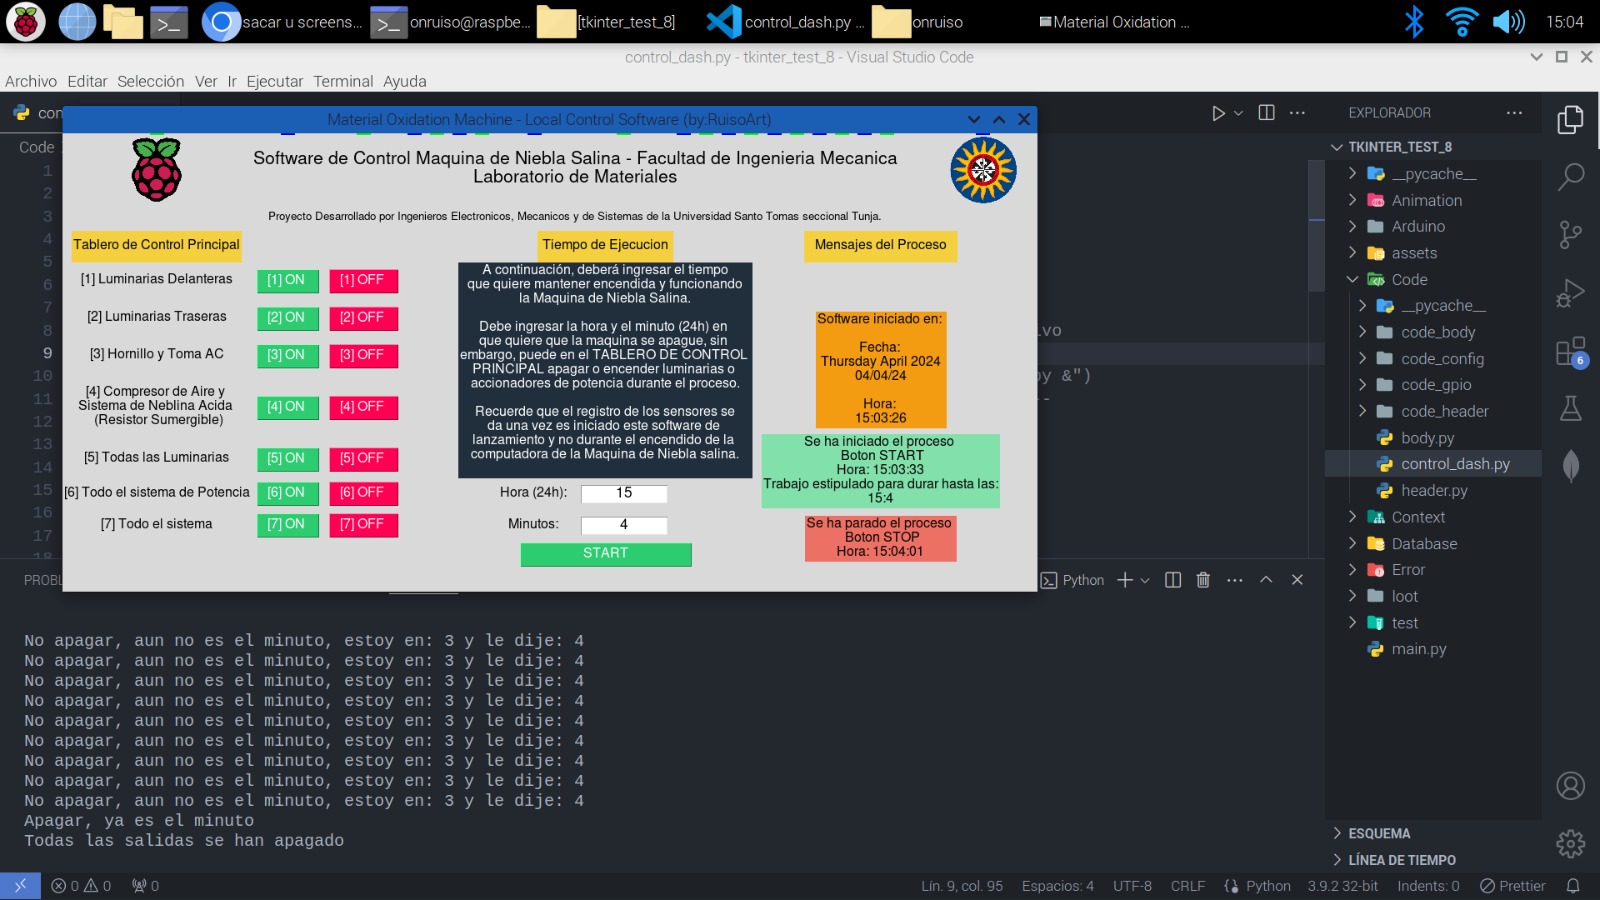 sacar u screens...
onruiso@raspbe...
[tkinter_test_8]
control_dash.py ...
onruiso
Material Oxidation ...
15:04
control_dash.py - tkinter_test_8 - Visual Studio Code
Archivo Editar Selección Ver Ir Ejecutar Terminal Ayuda
con
Code
1
2
3
4
5
6
7
8
9
10
11
12
13
14
15
16
17
18
Material Oxidation Machine - Local Control Software (by:RuisoArt)
Software de Control Maquina de Niebla Salina - Facultad de Ingenieria Mecanica
Laboratorio de Materiales
Proyecto Desarrollado por Ingenieros Electronicos, Mecanicos y de Sistemas de la Universidad Santo Tomas seccional Tunja.
Tablero de Control Principal
[1] Luminarias Delanteras [1] ON [1] OFF
[2] Luminarias Traseras [2] ON [2] OFF
[3] Hornillo y Toma AC [3] ON [3] OFF
[4] Compresor de Aire y
Sistema de Neblina Acida [4] ON [4] OFF
(Resistor Sumergible)
[5] Todas las Luminarias [5] ON [5] OFF
[6] Todo el sistema de Potencia [6] ON [6] OFF
[7] Todo el sistema [7] ON [7] OFF
Tiempo de Ejecucion
A continuación, deberá ingresar el tiempo
que quiere mantener encendida y funcionando
la Maquina de Niebla Salina.
Debe ingresar la hora y el minuto (24h) en
que quiere que la maquina se apague, sin
embargo, puede en el TABLERO DE CONTROL
PRINCIPAL apagar o encender luminarias o
accionadores de potencia durante el proceso.
Recuerde que el registro de los sensores se
da una vez es iniciado este software de
lanzamiento y no durante el encendido de la
computadora de la Maquina de Niebla salina.
Hora (24h): 15
Minutos: 4
START
Mensajes del Proceso
Software iniciado en:
Fecha:
Thursday April 2024
04/04/24
Hora:
15:03:26
Se ha iniciado el proceso
Boton START
Hora: 15:03:33
Trabajo estipulado para durar hasta las:
15:4
Se ha parado el proceso
Boton STOP
Hora: 15:04:01
ivo
py &")
--
EXPLORADOR
TKINTER_TEST_8
__pycache__
Animation
Arduino
assets
Code
__pycache__
code_body
code_config
code_gpio
code_header
body.py
control_dash.py
header.py
Context
Database
Error
loot
test
main.py
ESQUEMA
LÍNEA DE TIEMPO
6
PROBL
Python
No apagar, aun no es el minuto, estoy en: 3 y le dije: 4
No apagar, aun no es el minuto, estoy en: 3 y le dije: 4
No apagar, aun no es el minuto, estoy en: 3 y le dije: 4
No apagar, aun no es el minuto, estoy en: 3 y le dije: 4
No apagar, aun no es el minuto, estoy en: 3 y le dije: 4
No apagar, aun no es el minuto, estoy en: 3 y le dije: 4
No apagar, aun no es el minuto, estoy en: 3 y le dije: 4
No apagar, aun no es el minuto, estoy en: 3 y le dije: 4
No apagar, aun no es el minuto, estoy en: 3 y le dije: 4
Apagar, ya es el minuto
Todas las salidas se han apagado
0 0 0 Lín. 9, col. 95 Espacios: 4 UTF-8 CRLF Python 3.9.2 32-bit Indents: 0 Prettier